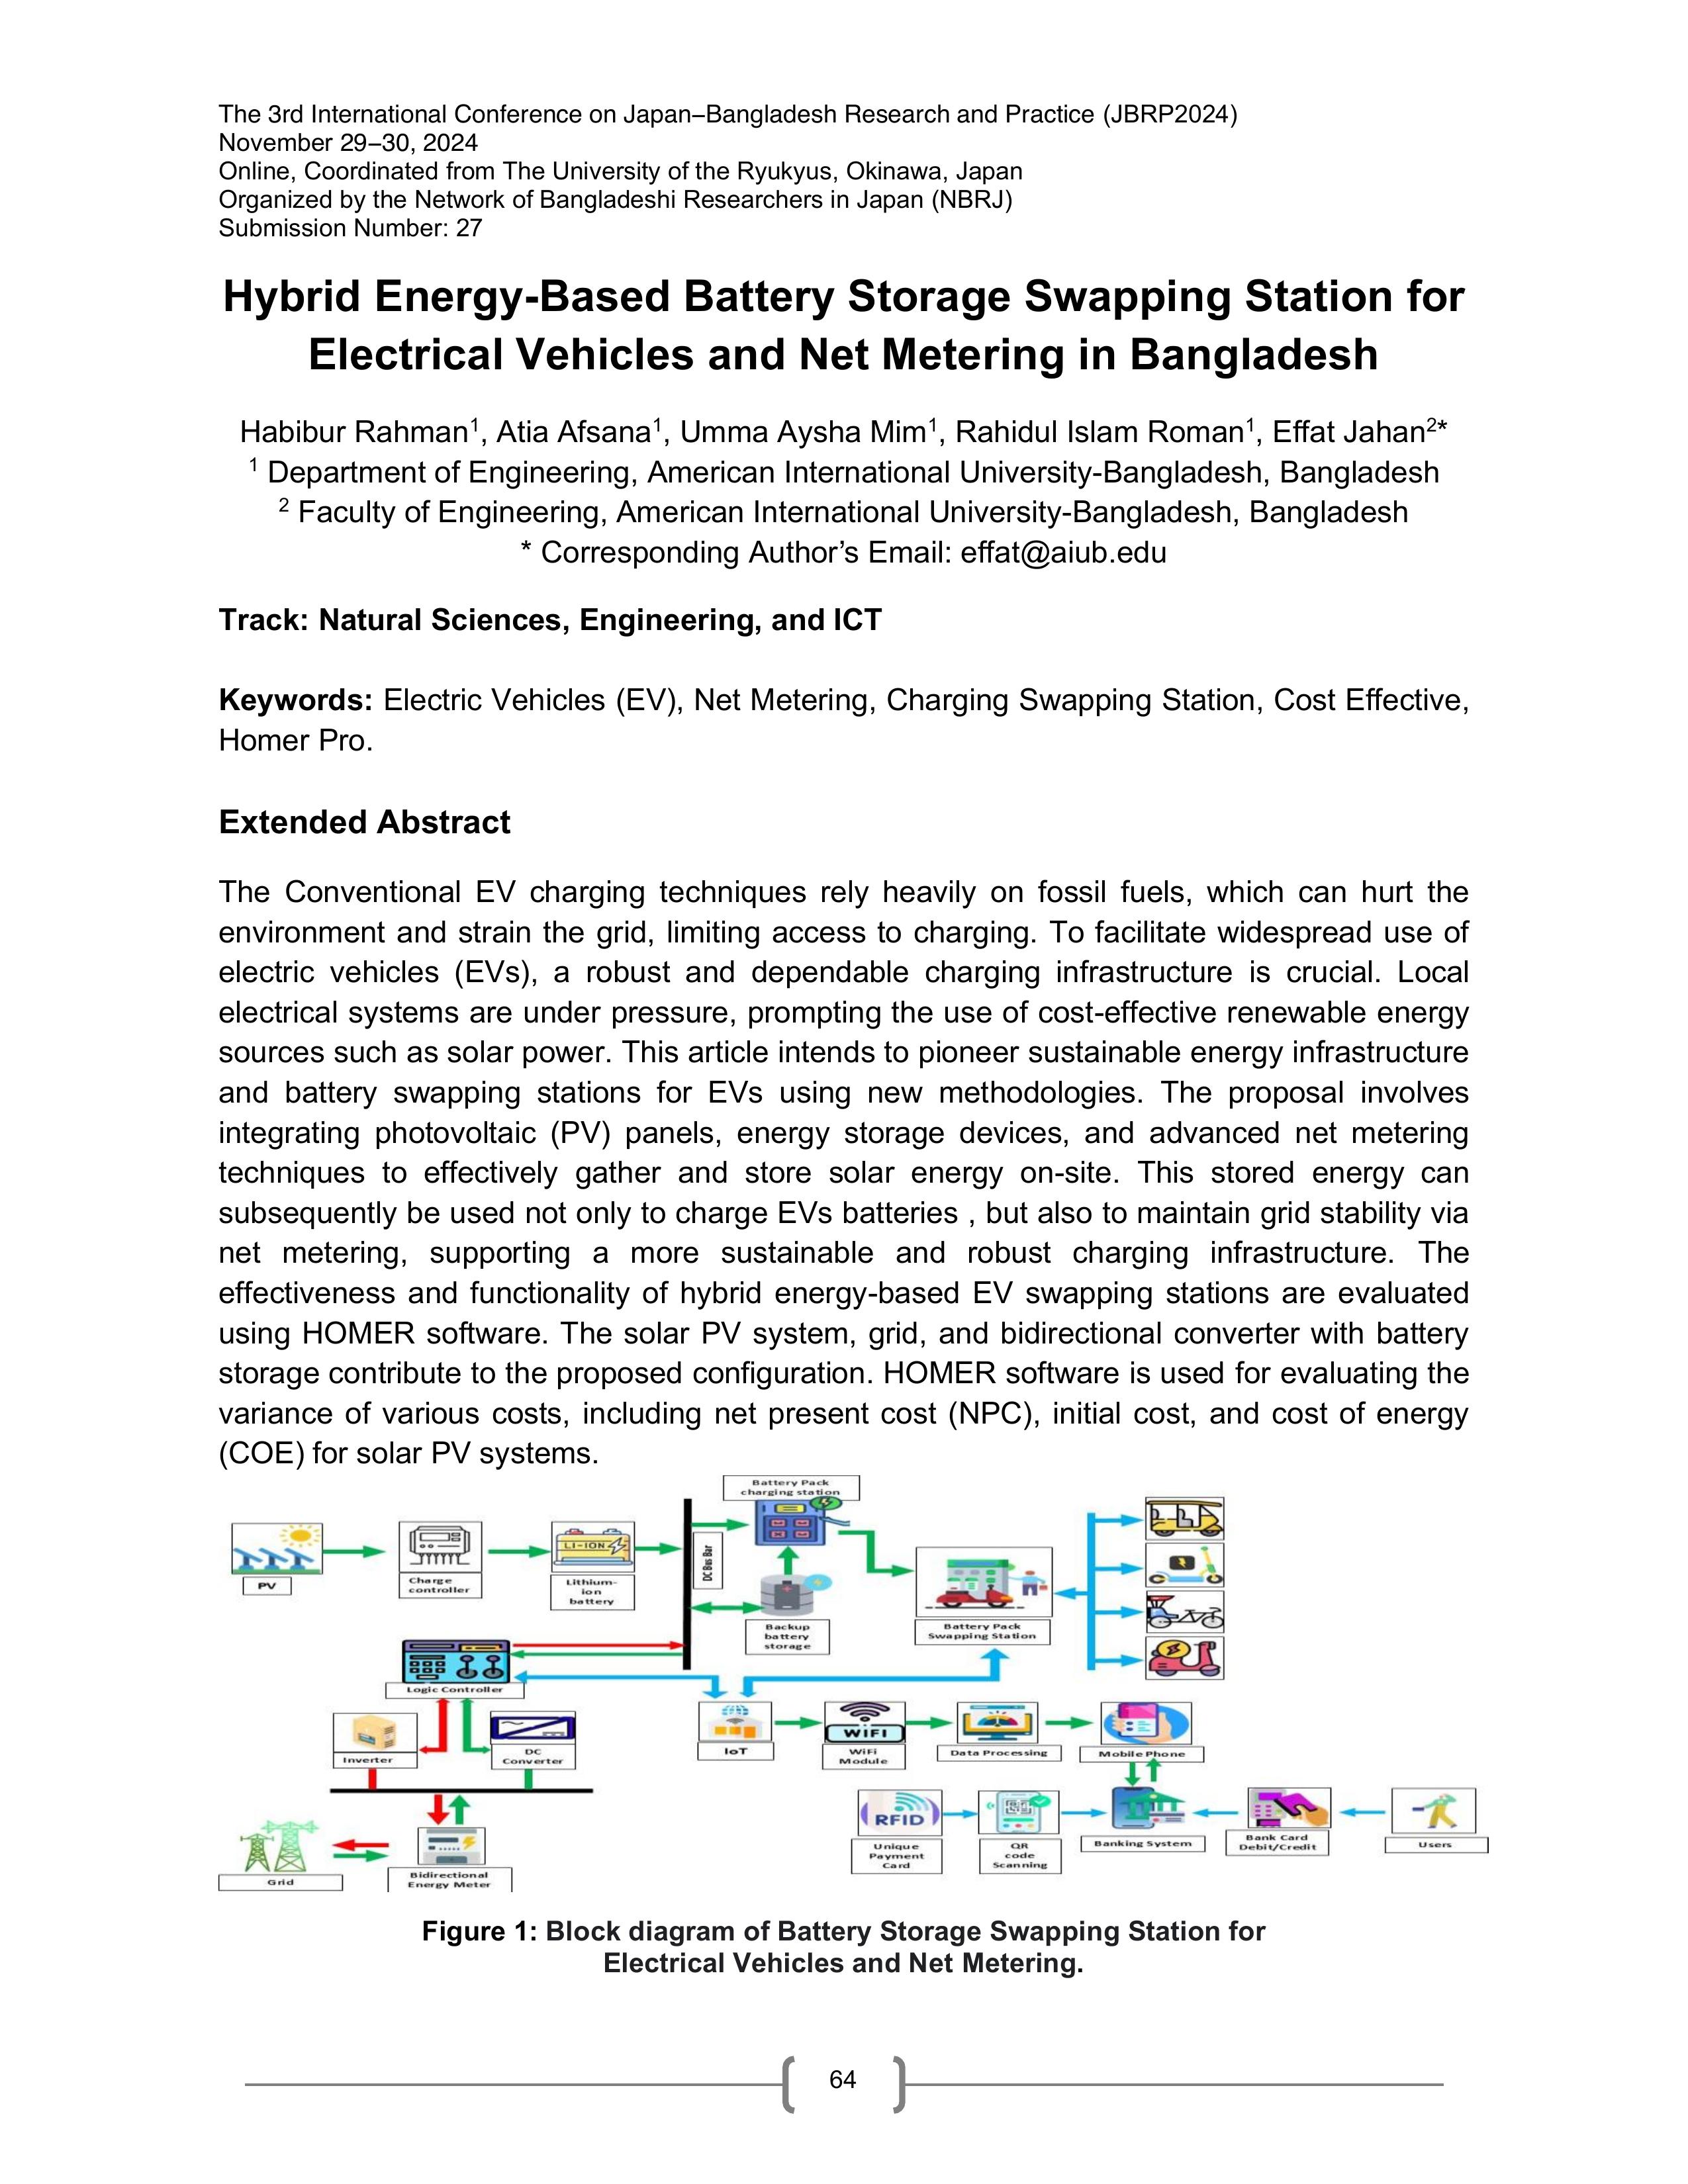 The 3rd International Conference on Japan–Bangladesh Research and Practice (JBRP2024)
November 29–30, 2024
Online, Coordinated from The University of the Ryukyus, Okinawa, Japan
Organized by the Network of Bangladeshi Researchers in Japan (NBRJ)
Submission Number: 27
Hybrid Energy-Based Battery Storage Swapping Station for
Electrical Vehicles and Net Metering in Bangladesh
Habibur Rahman1, Atia Afsana1, Umma Aysha Mim1, Rahidul Islam Roman1, Effat Jahan2*
1 Department of Engineering, American International University-Bangladesh, Bangladesh
2 Faculty of Engineering, American International University-Bangladesh, Bangladesh
* Corresponding Author’s Email: effat@aiub.edu
Track: Natural Sciences, Engineering, and ICT
Keywords: Electric Vehicles (EV), Net Metering, Charging Swapping Station, Cost Effective,
Homer Pro.
Extended Abstract
The Conventional EV charging techniques rely heavily on fossil fuels, which can hurt the
environment and strain the grid, limiting access to charging. To facilitate widespread use of
electric vehicles (EVs), a robust and dependable charging infrastructure is crucial. Local
electrical systems are under pressure, prompting the use of cost-effective renewable energy
sources such as solar power. This article intends to pioneer sustainable energy infrastructure
and battery swapping stations for EVs using new methodologies. The proposal involves
integrating photovoltaic (PV) panels, energy storage devices, and advanced net metering
techniques to effectively gather and store solar energy on-site. This stored energy can
subsequently be used not only to charge EVs batteries , but also to maintain grid stability via
net metering, supporting a more sustainable and robust charging infrastructure. The
effectiveness and functionality of hybrid energy-based EV swapping stations are evaluated
using HOMER software. The solar PV system, grid, and bidirectional converter with battery
storage contribute to the proposed configuration. HOMER software is used for evaluating the
variance of various costs, including net present cost (NPC), initial cost, and cost of energy
(COE) for solar PV systems.
Battery Pack
charging station
PV
Charge
controller
LI-ION
Lithium-
ion
battery
DC Bus Bar
Backup
battery
storage
Battery Pack
Swapping Station
Logic Controller
Inverter
DC
Converter
IoT
WiFi
WiFi
Module
Data Processing
Mobile Phone
RFID
Unique
Payment
Card
QR
code
Scanning
Banking System
Bank Card
Debit/Credit
Users
Grid
Bidirectional
Energy Meter
Figure 1: Block diagram of Battery Storage Swapping Station for
Electrical Vehicles and Net Metering.
64